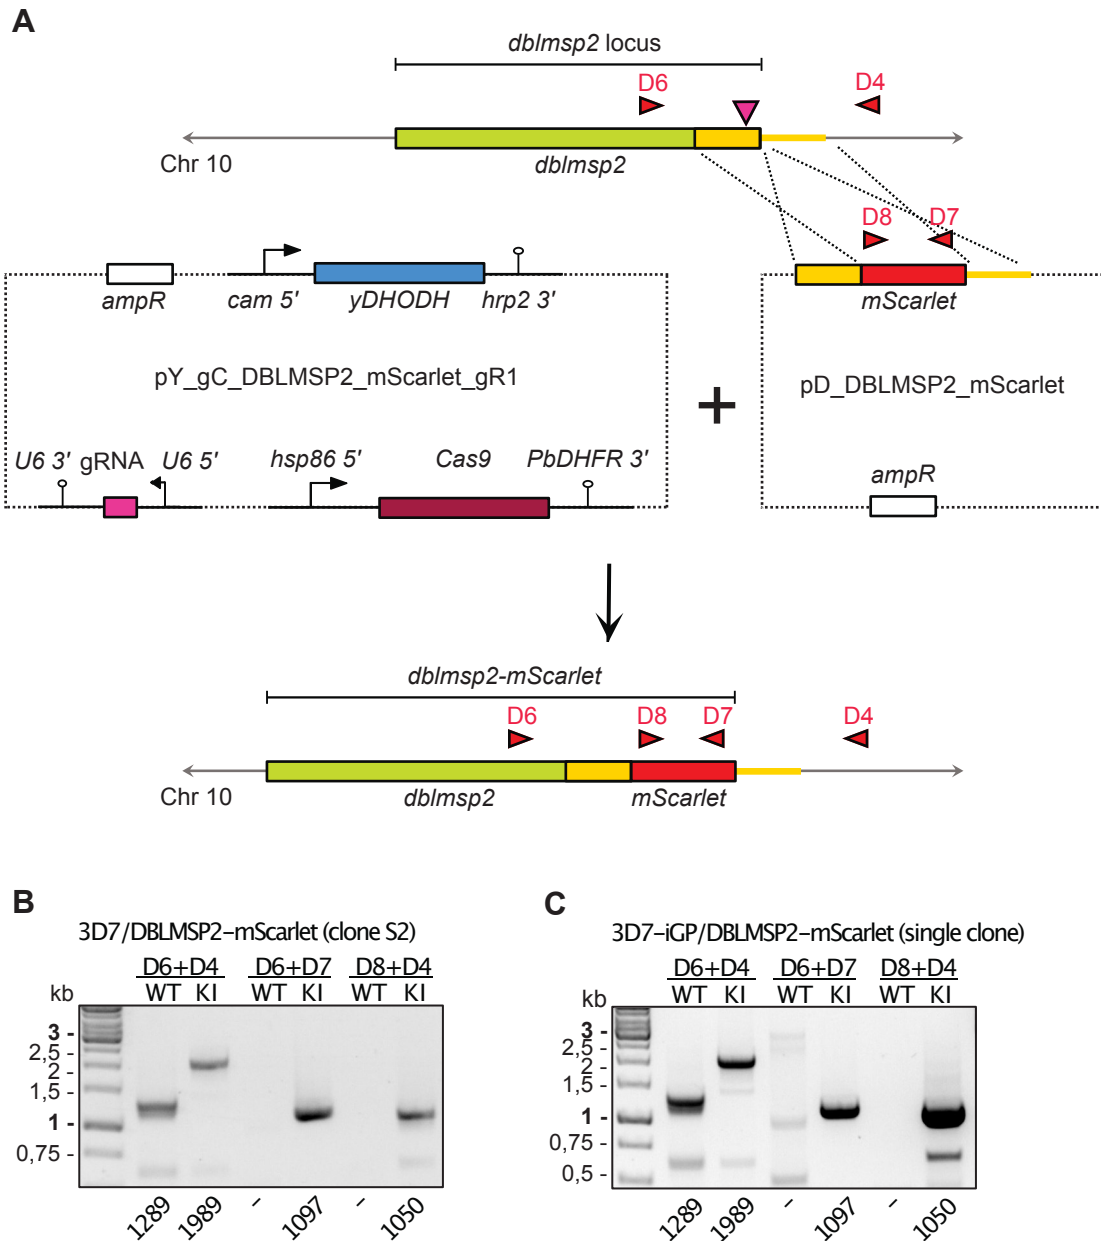 A
dblmsp2 locus
D6
D4
Chr 10
dblmsp2
D8
D7
ampR
cam 5'
yDHODH
hrp2 3'
mScarlet
pY_gC_DBLMSP2_mScarlet_gR1
+
pD_DBLMSP2_mScarlet
U6 3'
gRNA
U6 5'
hsp86 5'
Cas9
PbDHFR 3'
ampR
dblmsp2-mScarlet
D6
D8
D7
D4
Chr 10
dblmsp2
mScarlet
B
3D7/DBLMSP2–mScarlet (clone S2)
D6+D4 D6+D7 D8+D4
kb WT KI WT KI WT KI
3 -
2,5 -
2 -
1,5 -
1 -
0,75 -
1289 1989 – 1097 – 1050
C
3D7–iGP/DBLMSP2–mScarlet (single clone)
D6+D4 D6+D7 D8+D4
kb WT KI WT KI WT KI
3 -
2,5 -
2 -
1,5 -
1 -
0,75 -
0,5 -
1289 1989 – 1097 – 1050